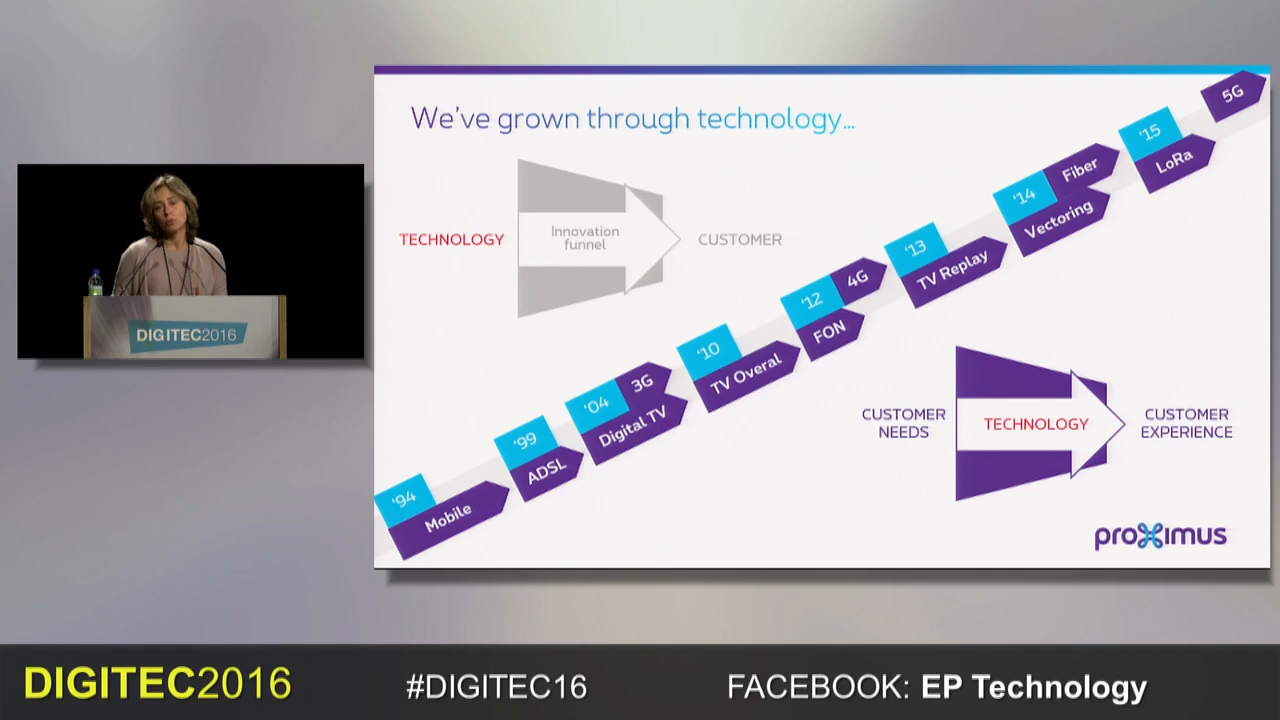 We've grown through technology...
TECHNOLOGY
Innovation
funnel
CUSTOMER
'94
Mobile
'99
ADSL
'04
3G
Digital TV
'10
TV Overal
'12
4G
FON
'13
TV Replay
'14
Fiber
Vectoring
'15
LoRa
5G
CUSTOMER
NEEDS
TECHNOLOGY
CUSTOMER
EXPERIENCE
proximus
DIGITEC2016
DIGITEC2016
#DIGITEC16
FACEBOOK: EP Technology